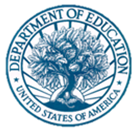 DEPARTMENT OF EDUCATION
UNITED STATES OF AMERICA